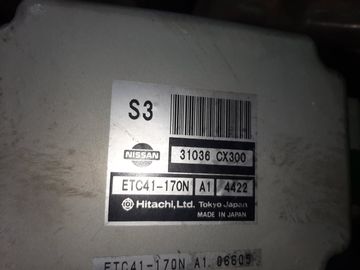 S3
NISSAN
31036 CX300
ETC41-170N A1 4422
Hitachi, Ltd. Tokyo Japan
MADE IN JAPAN
ETC41-170N A1 06605